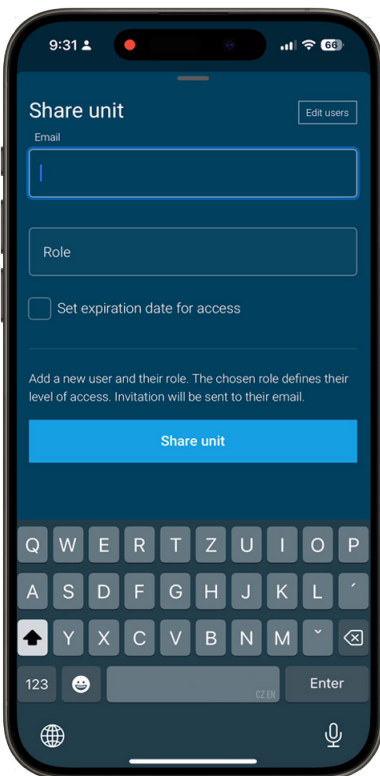 9:31
66
Share unit
Edit users
Email
Role
Set expiration date for access
Add a new user and their role. The chosen role defines their
level of access. Invitation will be sent to their email.
Share unit
Q W E R T Z U I O P
A S D F G H J K L ´
Y X C V B N M ˇ
123
CZ EN
Enter